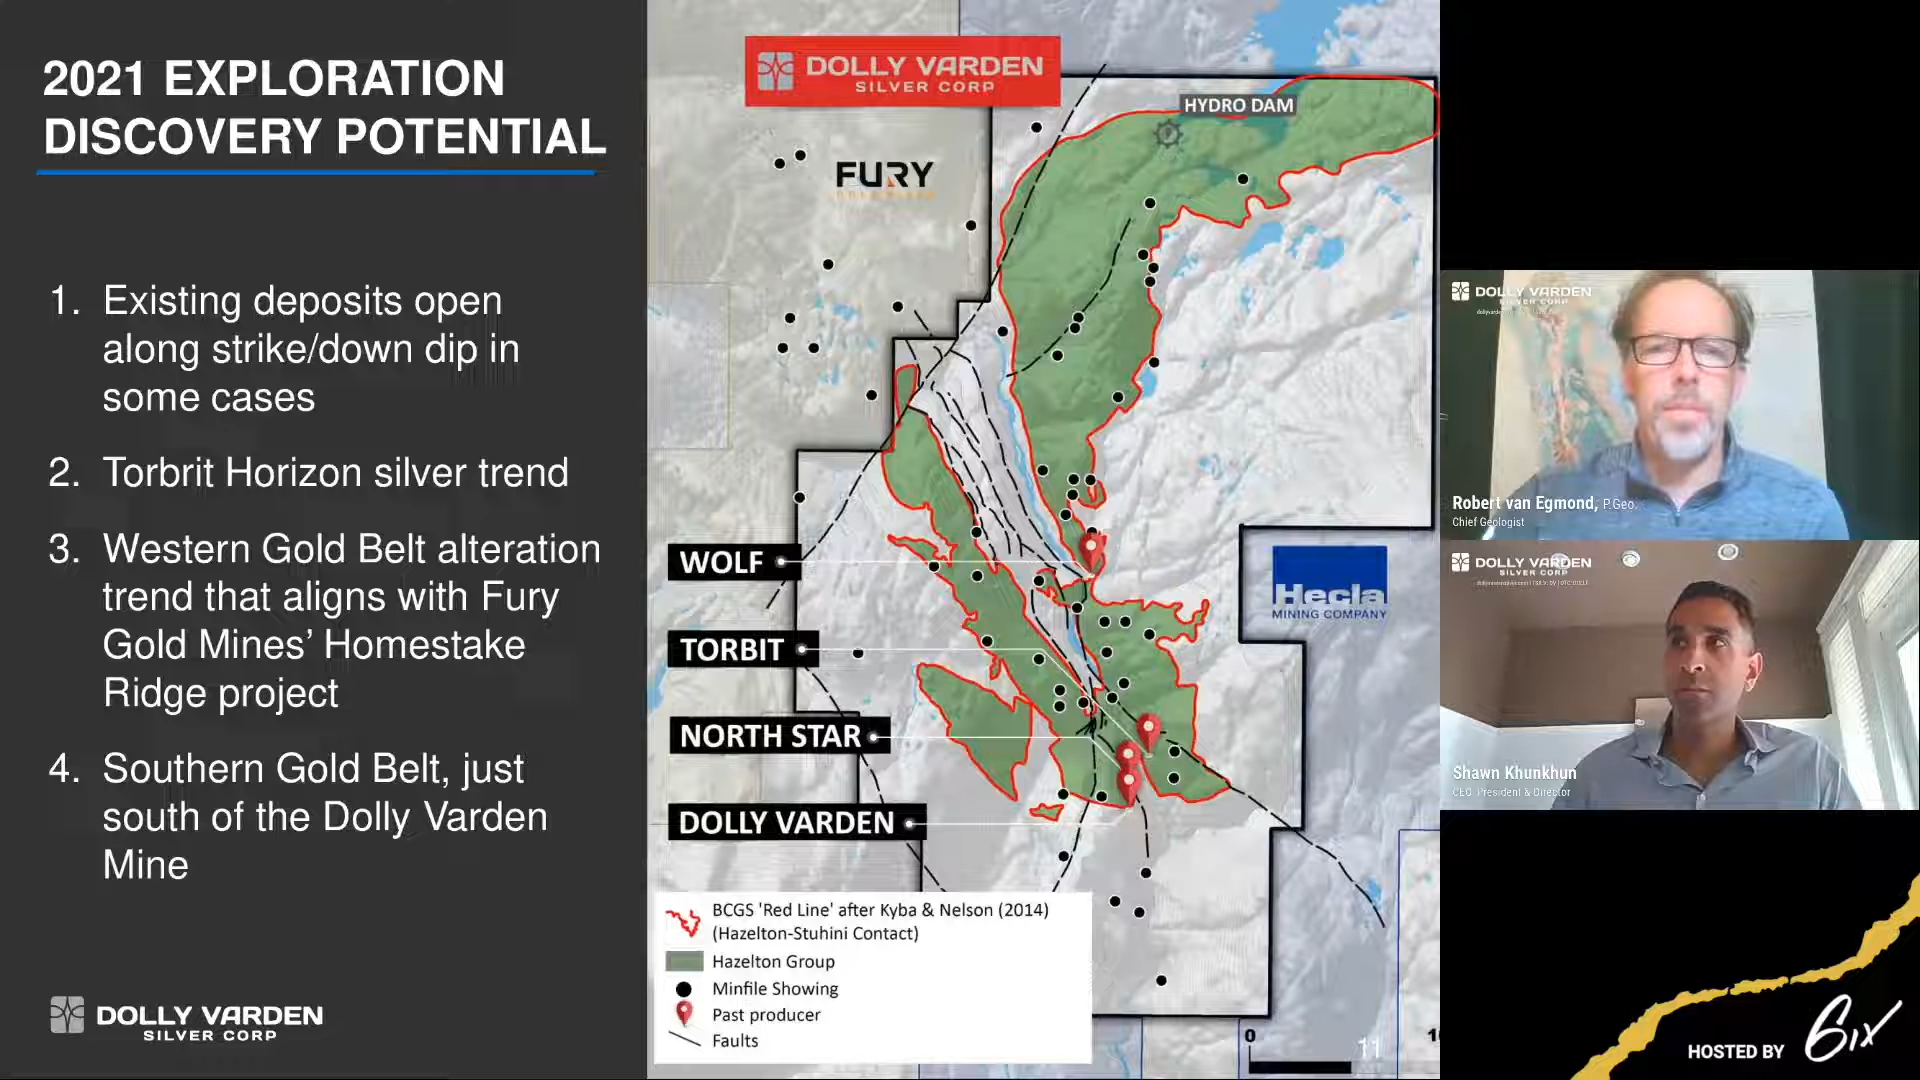 2021 EXPLORATION
DISCOVERY POTENTIAL
1. Existing deposits open
along strike/down dip in
some cases
2. Torbrit Horizon silver trend
3. Western Gold Belt alteration
trend that aligns with Fury
Gold Mines’ Homestake
Ridge project
4. Southern Gold Belt, just
south of the Dolly Varden
Mine
DOLLY VARDEN
SILVER CORP
DOLLY VARDEN
SILVER CORP
HYDRO DAM
FURY
WOLF
TORBIT
NORTH STAR
DOLLY VARDEN
Hecla
MINING COMPANY
BCGS 'Red Line' after Kyba & Nelson (2014)
(Hazelton-Stuhini Contact)
Hazelton Group
Minfile Showing
Past producer
Faults
0
11
DOLLY VARDEN
SILVER CORP
Robert van Egmond, P.Geo.
Chief Geologist
DOLLY VARDEN
SILVER CORP
Shawn Khunkhun
CEO President & Director
HOSTED BY 6ix